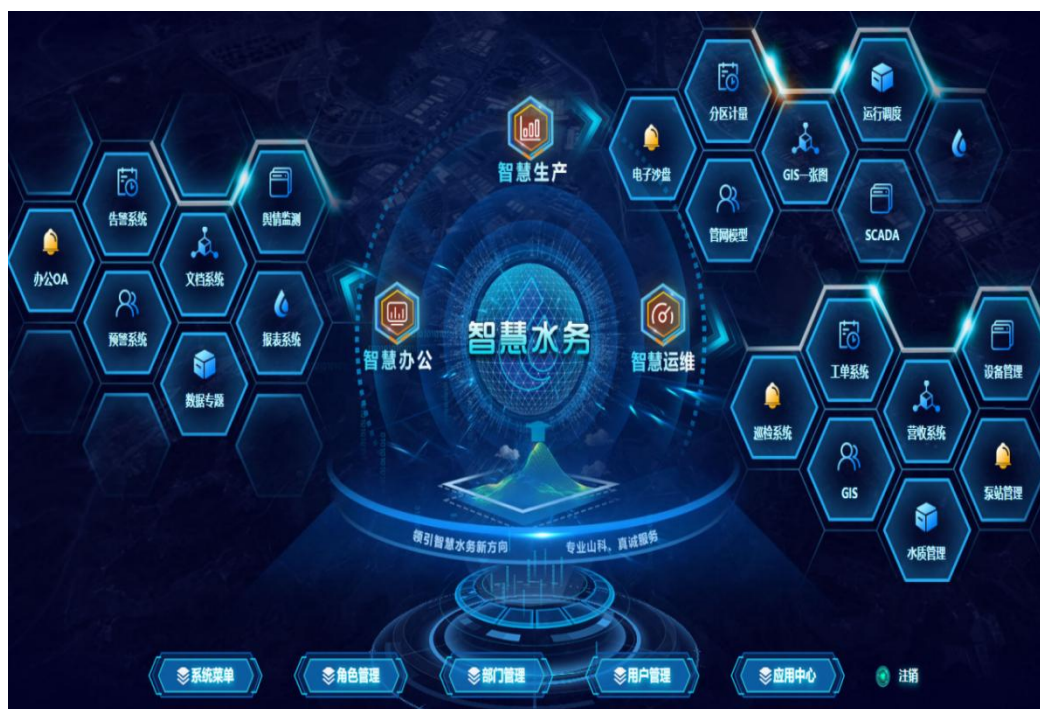 分区计量
运行调度
智慧生产
电子沙盘
GIS一张图
管网模型
SCADA
告警系统
舆情监测
办公OA
文档系统
预警系统
报表系统
数据专题
智慧办公
智慧水务
智慧运维
工单系统
设备管理
巡检系统
营收系统
GIS
泵站管理
水质管理
领引智慧水务新方向
专业山科，真诚服务
系统菜单
角色管理
部门管理
用户管理
应用中心
注销